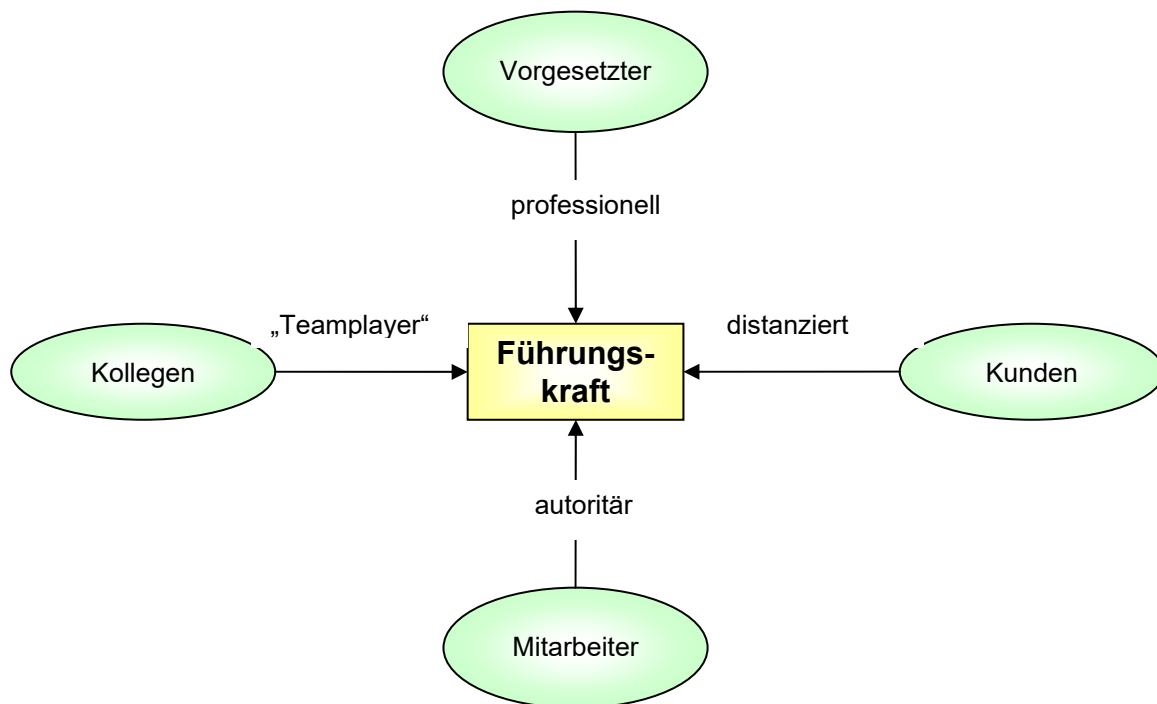 Vorgesetzter
professionell
„Teamplayer“
distanziert
Kollegen
Führungs-
kraft
Kunden
autoritär
Mitarbeiter